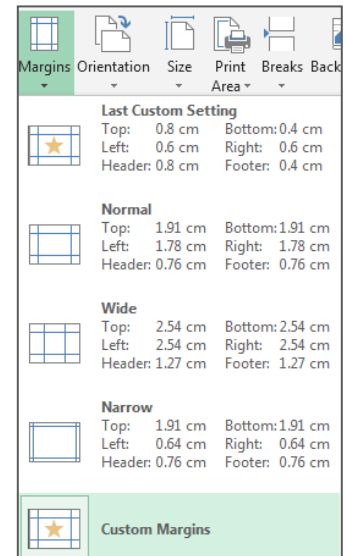 Margins Orientation Size Print Area Breaks Back
Last Custom Setting
Top: 0.8 cm Bottom: 0.4 cm
Left: 0.6 cm Right: 0.6 cm
Header: 0.8 cm Footer: 0.4 cm
Normal
Top: 1.91 cm Bottom: 1.91 cm
Left: 1.78 cm Right: 1.78 cm
Header: 0.76 cm Footer: 0.76 cm
Wide
Top: 2.54 cm Bottom: 2.54 cm
Left: 2.54 cm Right: 2.54 cm
Header: 1.27 cm Footer: 1.27 cm
Narrow
Top: 1.91 cm Bottom: 1.91 cm
Left: 0.64 cm Right: 0.64 cm
Header: 0.76 cm Footer: 0.76 cm
Custom Margins